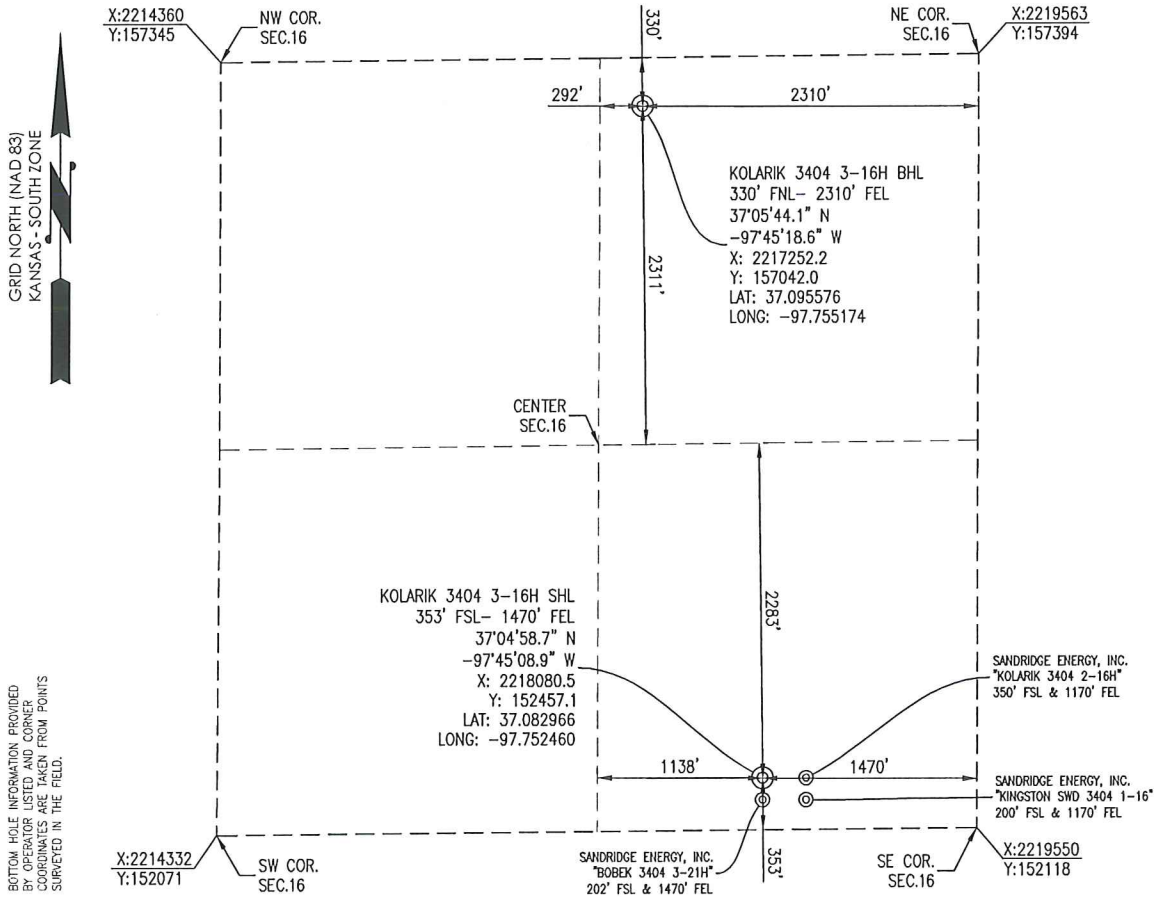 X:2214360
Y:157345
NW COR.
SEC.16
330'
NE COR.
SEC.16
X:2219563
Y:157394
GRID NORTH (NAD 83)
KANSAS - SOUTH ZONE
292'
2310'
KOLARIK 3404 3-16H BHL
330' FNL- 2310' FEL
37°05'44.1" N
-97°45'18.6" W
X: 2217252.2
Y: 157042.0
LAT: 37.095576
LONG: -97.755174
2311'
CENTER
SEC.16
2283'
KOLARIK 3404 3-16H SHL
353' FSL- 1470' FEL
37°04'58.7" N
-97°45'08.9" W
X: 2218080.5
Y: 152457.1
LAT: 37.082966
LONG: -97.752460
SANDRIDGE ENERGY, INC.
"KOLARIK 3404 2-16H"
350' FSL & 1170' FEL
1138'
1470'
SANDRIDGE ENERGY, INC.
"KINGSTON SWD 3404 1-16"
200' FSL & 1170' FEL
BOTTOM HOLE INFORMATION PROVIDED
BY OPERATOR LISTED AND CORNER
COORDINATES ARE TAKEN FROM POINTS
SURVEYED IN THE FIELD.
X:2214332
Y:152071
SW COR.
SEC.16
SANDRIDGE ENERGY, INC.
"BOBEK 3404 3-21H"
202' FSL & 1470' FEL
353'
SE COR.
SEC.16
X:2219550
Y:152118